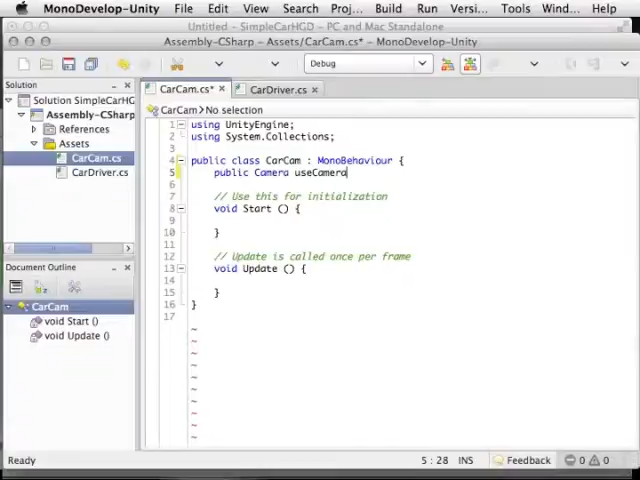 MonoDevelop-Unity File Edit View Search Proj... Build Run Versi... Tools Wind... Help
Untitled - SimpleCarHGD - PC and Mac Standalone
Assembly-CSharp - Assets/CarCam.cs* - MonoDevelop-Unity
Debug
Solution
Solution SimpleCarHG
Assembly-CSharp
References
Assets
CarCam.cs
CarDriver.cs
Document Outline
CarCam
void Start ()
void Update ()
CarCam.cs* CarDriver.cs
CarCam No selection
1 using UnityEngine;
2 using System.Collections;
3
4 public class CarCam : MonoBehaviour {
5 public Camera useCamera
6
7 // Use this for initialization
8 void Start () {
9
10 }
11
12 // Update is called once per frame
13 void Update () {
14
15 }
16 }
17
~
~
~
~
~
~
~
~
~
~
Ready 5 : 28 INS Feedback 0 0